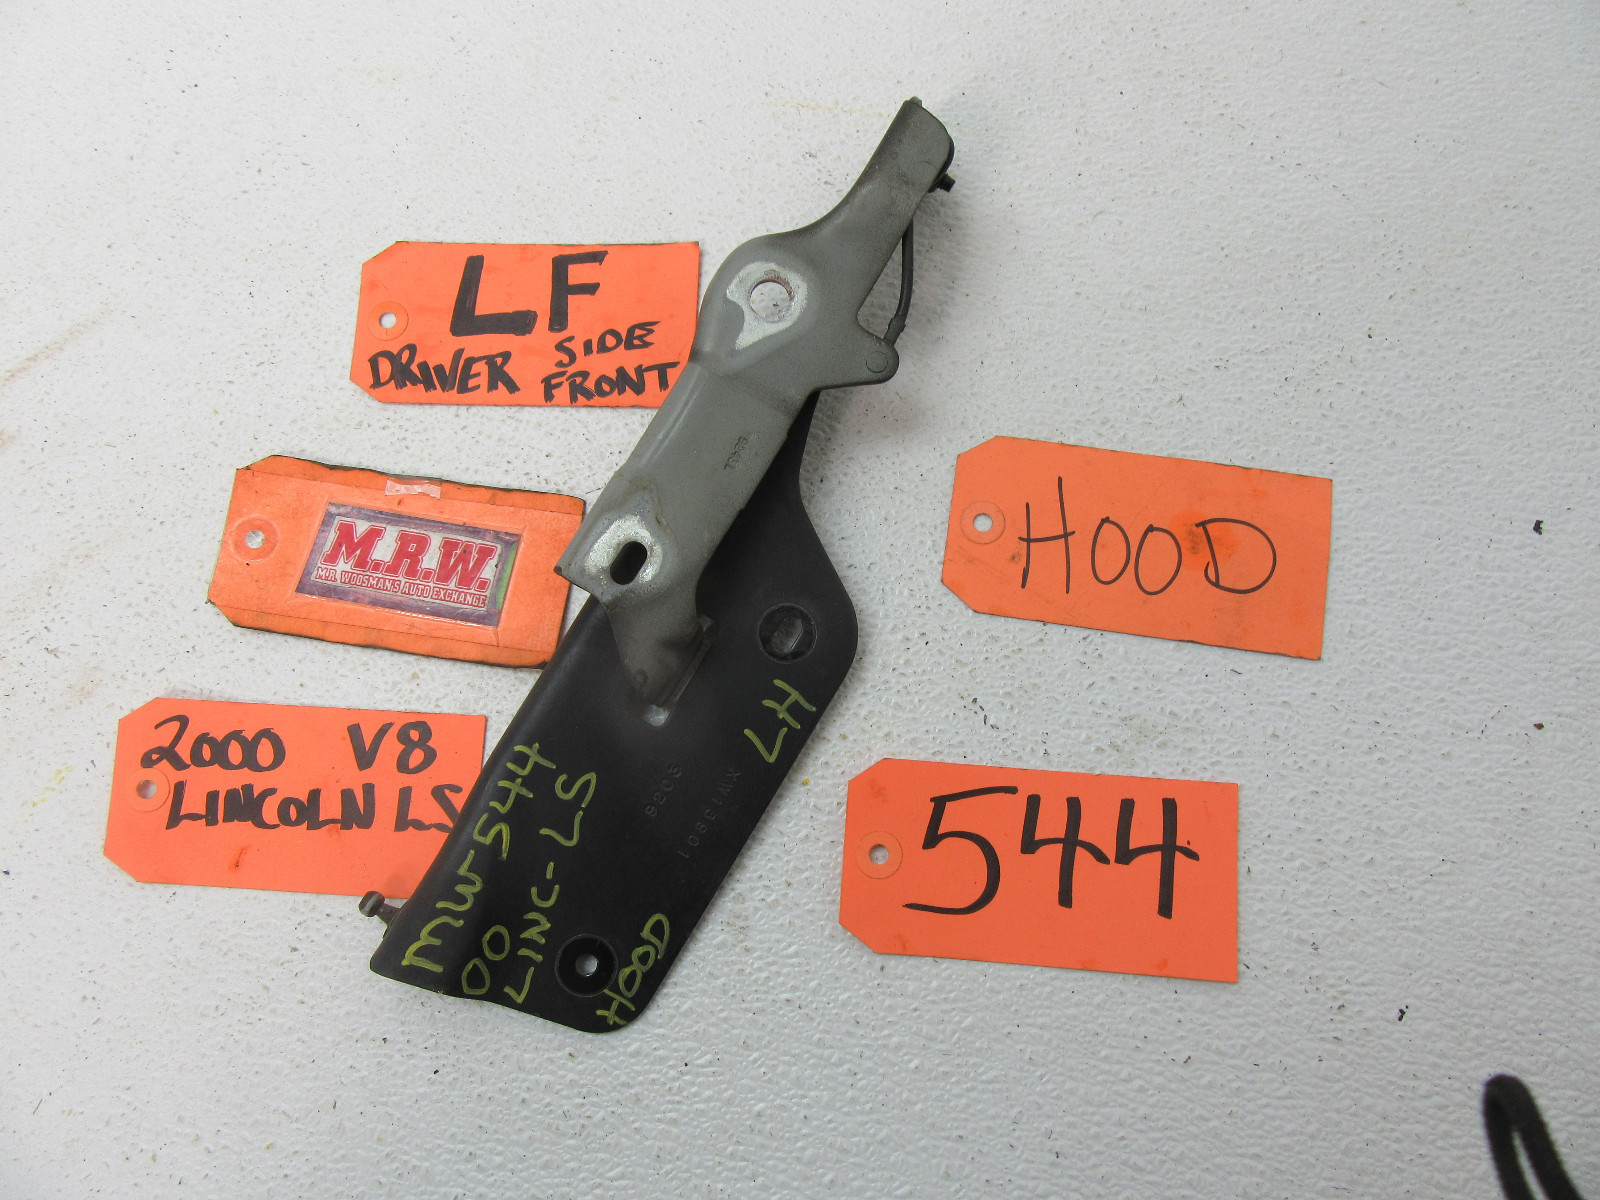 LF
DRIVER SIDE
FRONT
M.R.W.
M.R. WOOSMAN'S AUTO EXCHANGE
HOOD
2000 V8
LINCOLN LS
544
MW544
00
LINC-LS
HOOD
LH
XW413801